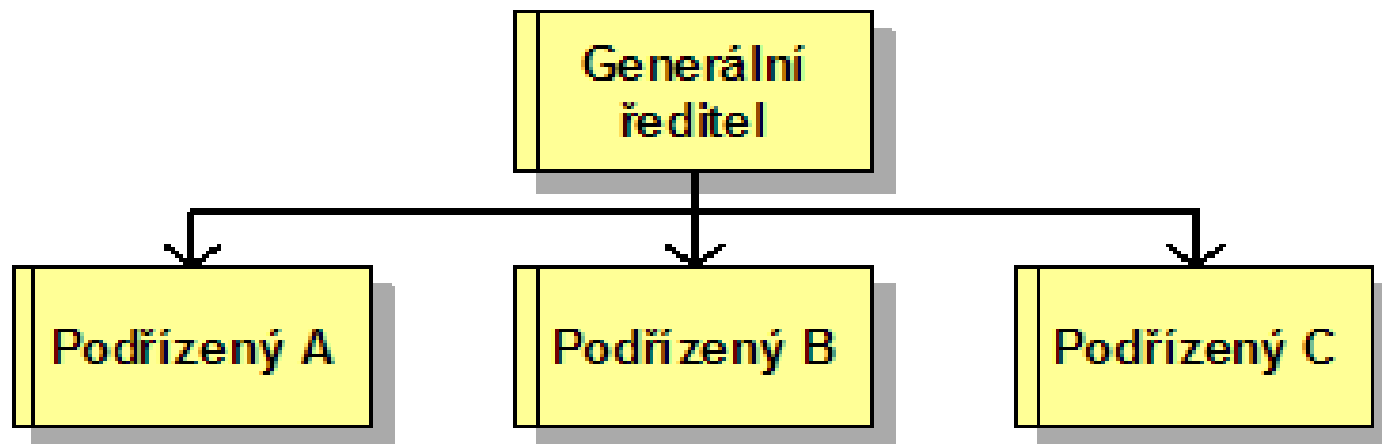 Generální
ředitel
Podřízený A
Podřízený B
Podřízený C